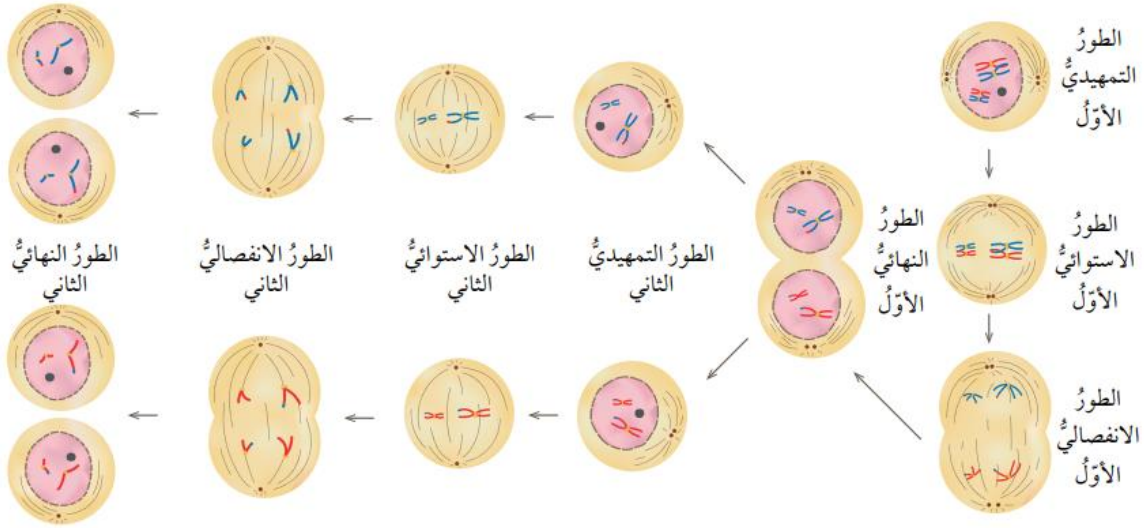 الطورُ
التمهيديُّ
الأوّلُ
الطورُ
الاستوائيُّ
الأوّلُ
الطورُ
الانفصاليُّ
الأوّلُ
الطورُ
النهائيُّ
الأوّلُ
الطورُ التمهيديُّ
الثاني
الطورُ الاستوائيُّ
الثاني
الطورُ الانفصاليُّ
الثاني
الطورُ النهائيُّ
الثاني